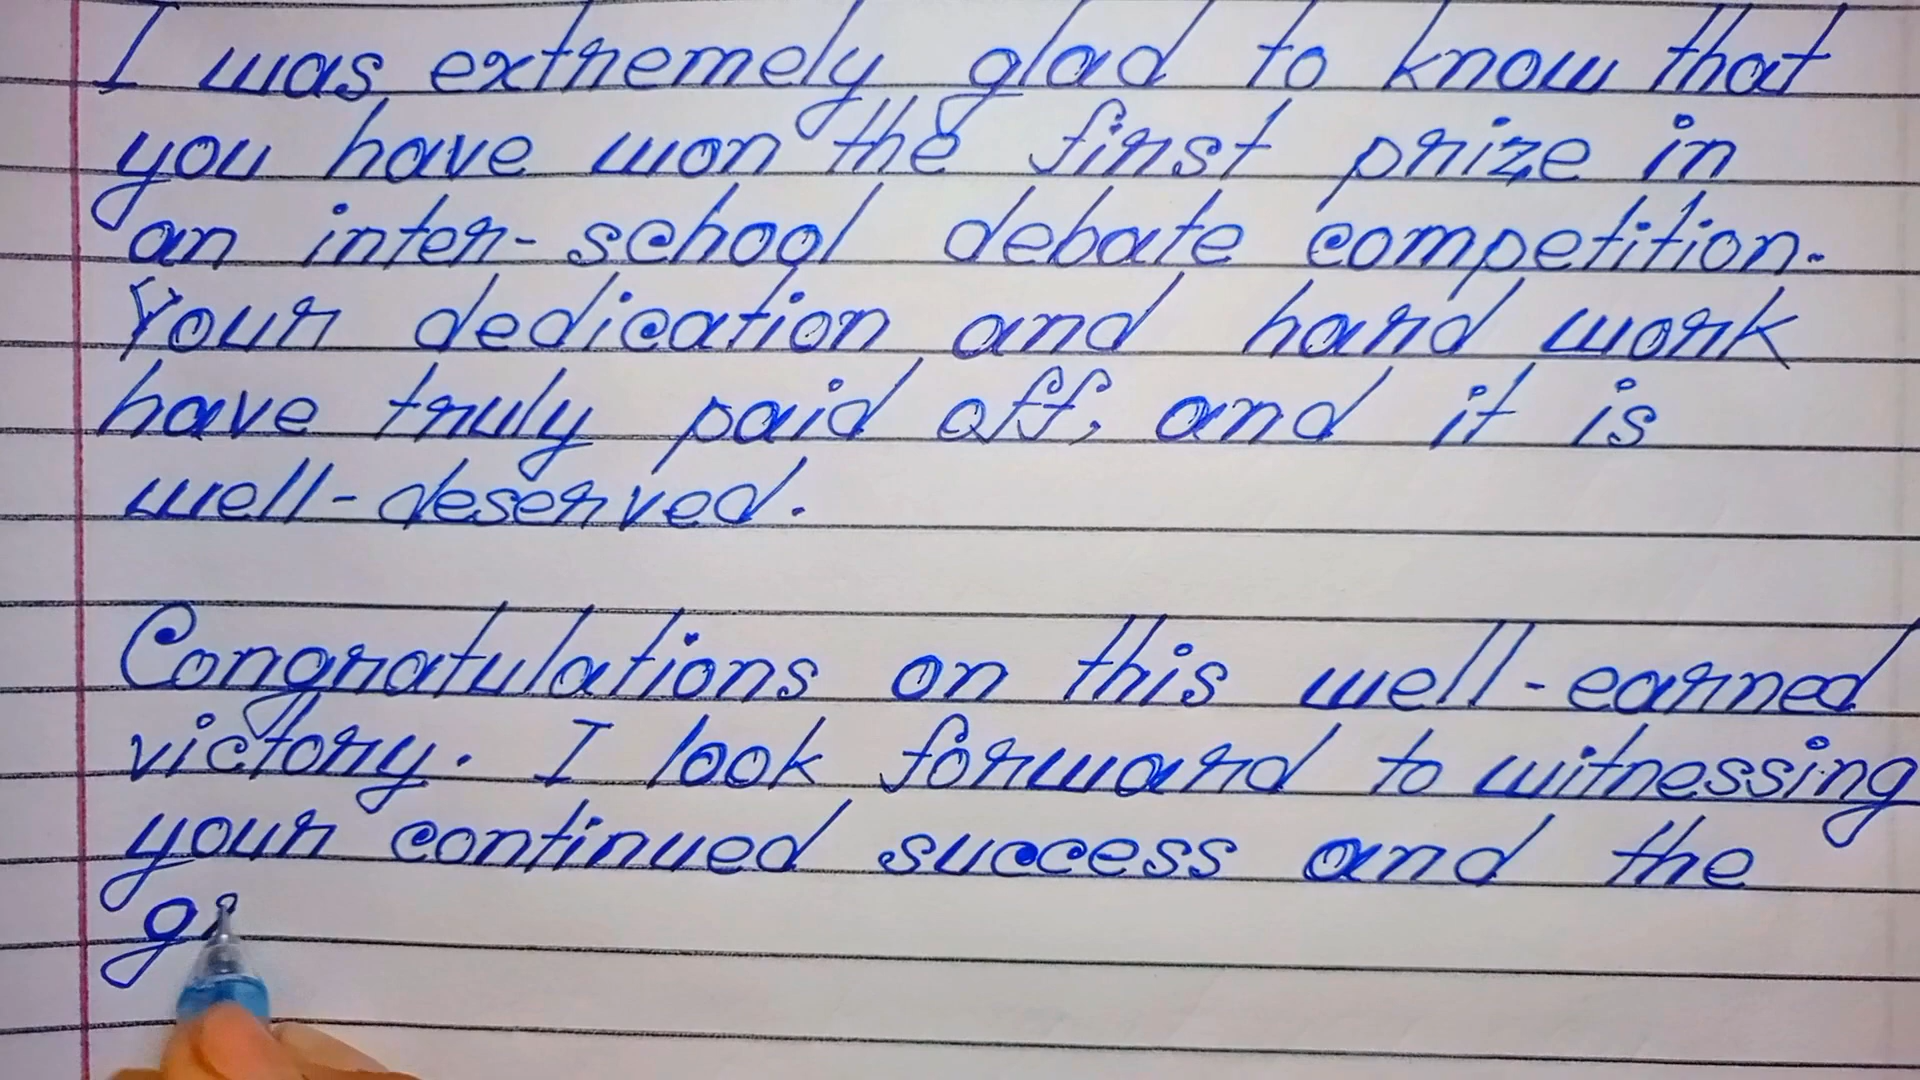 I was extremely glad to know that
you have won the first prize in
an inter-school debate competition.
Your dedication and hard work
have truly paid off, and it is
well-deserved.
Congratulations on this well-earned
victory. I look forward to witnessing
your continued success and the